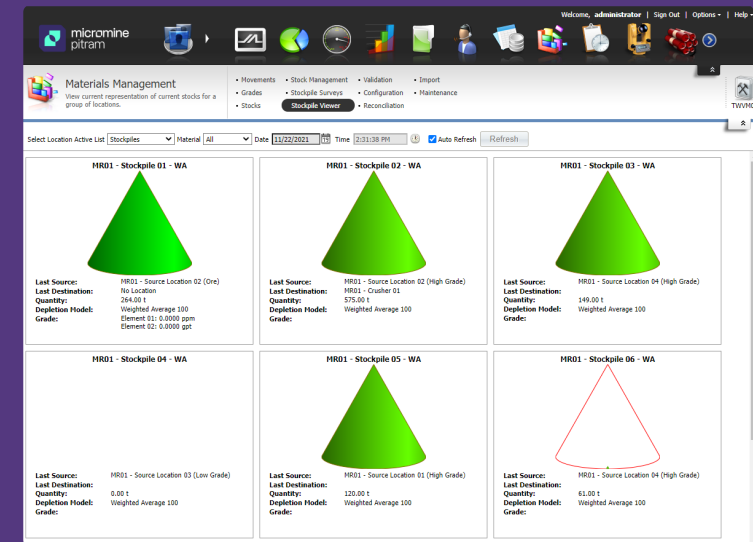 Welcome, administrator | Sign Out | Options | Help
micromine
pitram
Materials Management
View current representation of current stocks for a
group of locations.
• Movements • Stock Management • Validation • Import
• Grades • Stockpile Surveys • Configuration • Maintenance
• Stocks Stockpile Viewer • Reconciliation
Select Location Active List Stockpiles Material All Date 11/22/2021 Time 2:31:38 PM Auto Refresh Refresh
MR01 - Stockpile 01 - WA
Last Source: MR01 - Source Location 02 (Ore)
Last Destination: No Location
Quantity: 264.00 t
Depletion Model: Weighted Average 100
Grade: Element 01: 0.0000 ppm
Element 02: 0.0000 gpt
MR01 - Stockpile 02 - WA
Last Source: MR01 - Source Location 02 (High Grade)
Last Destination: MR01 - Crusher 01
Quantity: 575.00 t
Depletion Model: Weighted Average 100
Grade:
MR01 - Stockpile 03 - WA
Last Source: MR01 - Source Location 04 (High Grade)
Last Destination:
Quantity: 149.00 t
Depletion Model: Weighted Average 100
Grade:
MR01 - Stockpile 04 - WA
Last Source: MR01 - Source Location 03 (Low Grade)
Last Destination:
Quantity: 0.00 t
Depletion Model: Weighted Average 100
Grade:
MR01 - Stockpile 05 - WA
Last Source: MR01 - Source Location 01 (High Grade)
Last Destination:
Quantity: 120.00 t
Depletion Model: Weighted Average 100
Grade:
MR01 - Stockpile 06 - WA
Last Source: MR01 - Source Location 04 (High Grade)
Last Destination:
Quantity: 61.00 t
Depletion Model: Weighted Average 100
Grade: